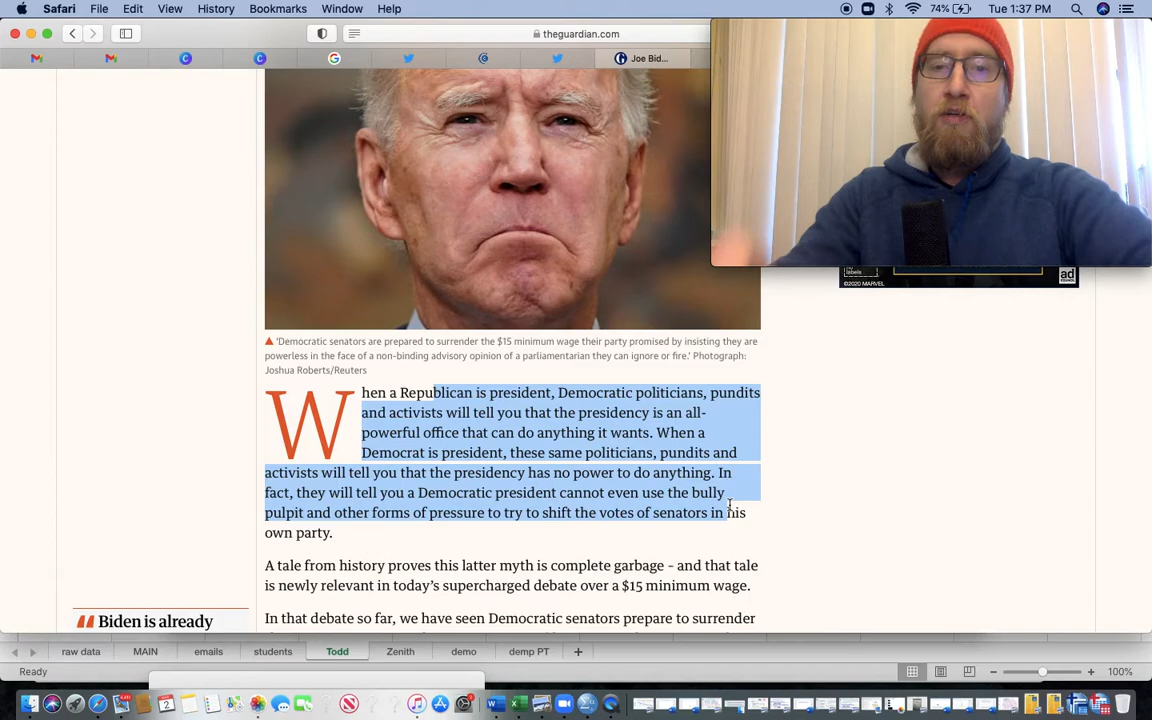 Safari File Edit View History Bookmarks Window Help 74% Tue 1:37 PM
theguardian.com
Joe Bid...
ad
©2020 MARVEL
'Democratic senators are prepared to surrender the $15 minimum wage their party promised by insisting they are
powerless in the face of a non-binding advisory opinion of a parliamentarian they can ignore or fire.' Photograph:
Joshua Roberts/Reuters
When a Republican is president, Democratic politicians, pundits
and activists will tell you that the presidency is an all-
powerful office that can do anything it wants. When a
Democrat is president, these same politicians, pundits and
activists will tell you that the presidency has no power to do anything. In
fact, they will tell you a Democratic president cannot even use the bully
pulpit and other forms of pressure to try to shift the votes of senators in his
own party.
A tale from history proves this latter myth is complete garbage – and that tale
is newly relevant in today's supercharged debate over a $15 minimum wage.
Biden is already
In that debate so far, we have seen Democratic senators prepare to surrender
raw data MAIN emails students Todd Zenith demo demp PT
Ready 100%